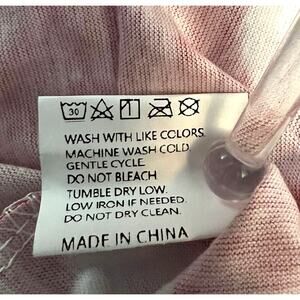 30
WASH WITH LIKE COLORS.
MACHINE WASH COLD
GENTLE CYCLE.
DO NOT BLEACH
TUMBLE DRY LOW.
LOW IRON IF NEEDED.
DO NOT DRY CLEAN.
MADE IN CHINA